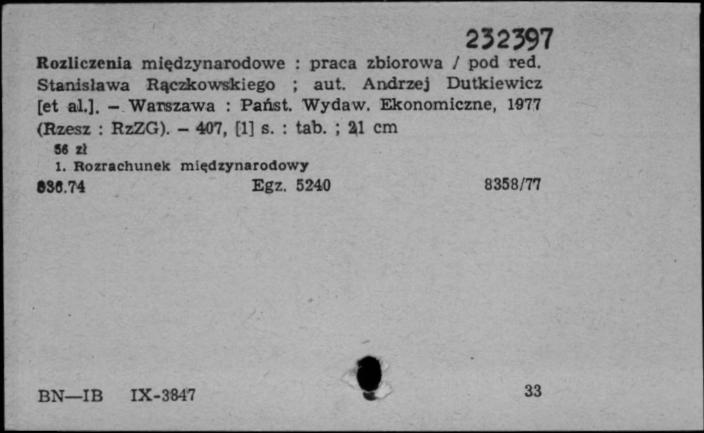 232397
Rozliczenia międzynarodowe : praca zbiorowa / pod red.
Stanisława Rączkowskiego ; aut. Andrzej Dutkiewicz
[et al.]. — Warszawa : Państ. Wydaw. Ekonomiczne, 1977
(Rzesz : RzZG). — 407, [1] s. : tab. ; 21 cm
56 zł
1. Rozrachunek międzynarodowy
336.74 Egz. 5240 8358/77
BN—IB IX-3847 33